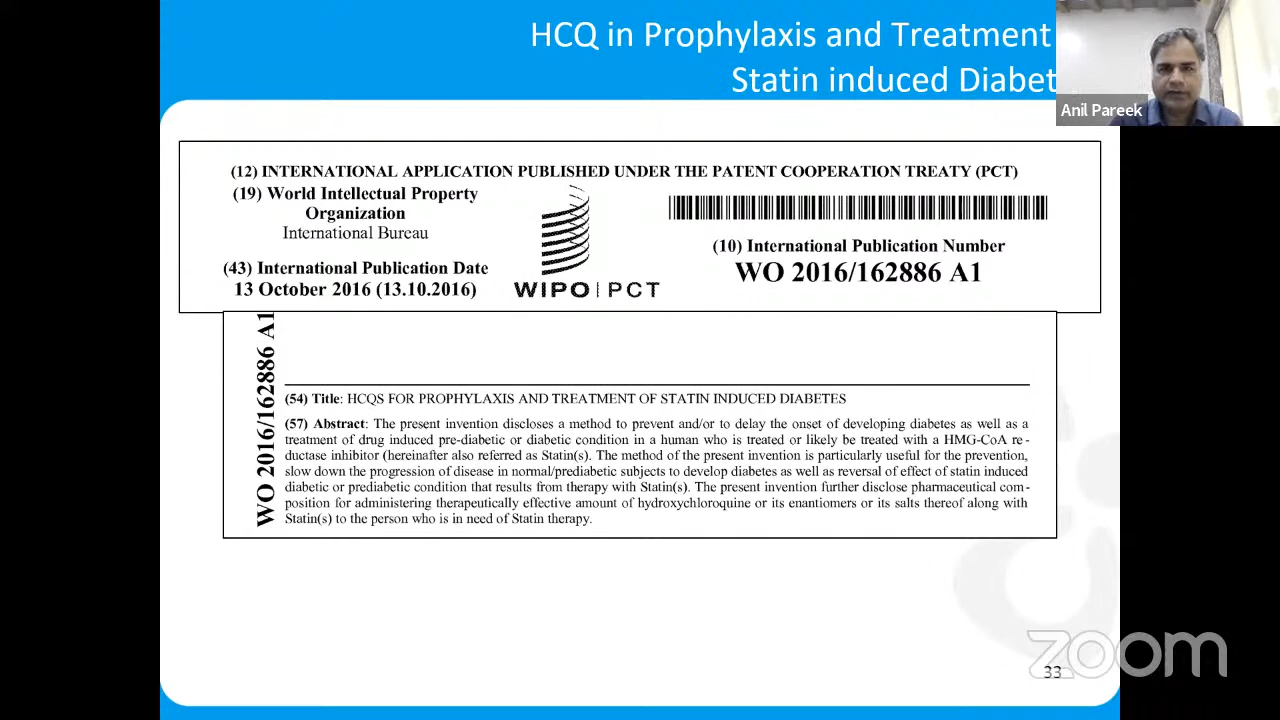 HCQ in Prophylaxis and Treatment
Statin induced Diabet
Anil Pareek
(12) INTERNATIONAL APPLICATION PUBLISHED UNDER THE PATENT COOPERATION TREATY (PCT)
(19) World Intellectual Property
Organization
International Bureau
(43) International Publication Date
13 October 2016 (13.10.2016)
WIPO | PCT
(10) International Publication Number
WO 2016/162886 A1
WO 2016/162886 A1
(54) Title: HCQS FOR PROPHYLAXIS AND TREATMENT OF STATIN INDUCED DIABETES
(57) Abstract: The present invention discloses a method to prevent and/or to delay the onset of developing diabetes as well as a
treatment of drug induced pre-diabetic or diabetic condition in a human who is treated or likely be treated with a HMG-CoA re-
ductase inhibitor (hereinafter also referred as Statin(s). The method of the present invention is particularly useful for the prevention,
slow down the progression of disease in normal/prediabetic subjects to develop diabetes as well as reversal of effect of statin induced
diabetic or prediabetic condition that results from therapy with Statin(s). The present invention further disclose pharmaceutical com-
position for administering therapeutically effective amount of hydroxychloroquine or its enantiomers or its salts thereof along with
Statin(s) to the person who is in need of Statin therapy.
zoom
33